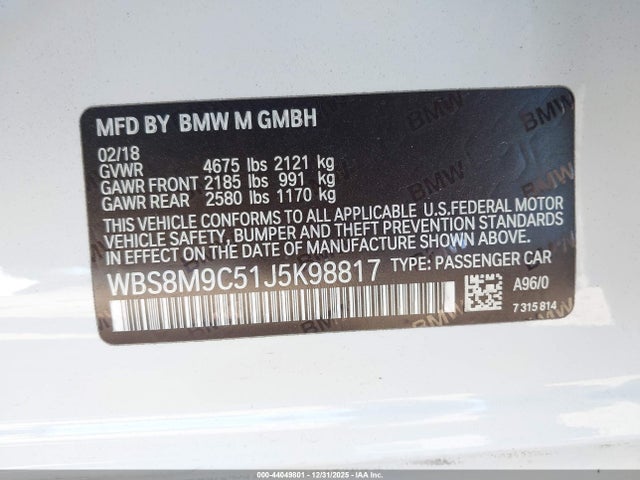 MFD BY BMW M GMBH
02/18
GVWR 4675 lbs 2121 kg
GAWR FRONT 2185 lbs 991 kg
GAWR REAR 2580 lbs 1170 kg
THIS VEHICLE CONFORMS TO ALL APPLICABLE U.S.FEDERAL MOTOR
VEHICLE SAFETY, BUMPER AND THEFT PREVENTION STANDARDS
IN EFFECT ON THE DATE OF MANUFACTURE SHOWN ABOVE.
WBS8M9C51J5K98817 TYPE: PASSENGER CAR
A96/0
7 315 814
000-44049801 - 12/31/2025 - IAA Inc.